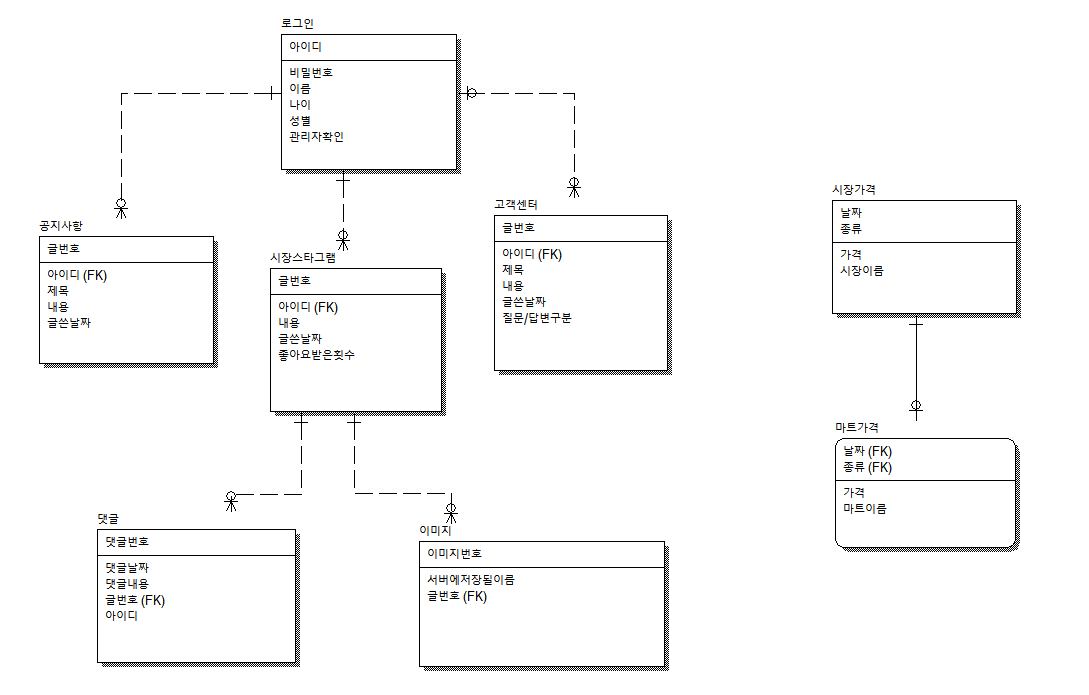 로그인
아이디
비밀번호
이름
나이
성별
관리자확인
공지사항
글번호
아이디 (FK)
제목
내용
글쓴날짜
시장스타그램
글번호
아이디 (FK)
내용
글쓴날짜
좋아요받은횟수
고객센터
글번호
아이디 (FK)
제목
내용
글쓴날짜
질문/답변구분
시장가격
날짜
종류
가격
시장이름
마트가격
날짜 (FK)
종류 (FK)
가격
마트이름
댓글
댓글번호
댓글날짜
댓글내용
글번호 (FK)
아이디
이미지
이미지번호
서버에저장될이름
글번호 (FK)